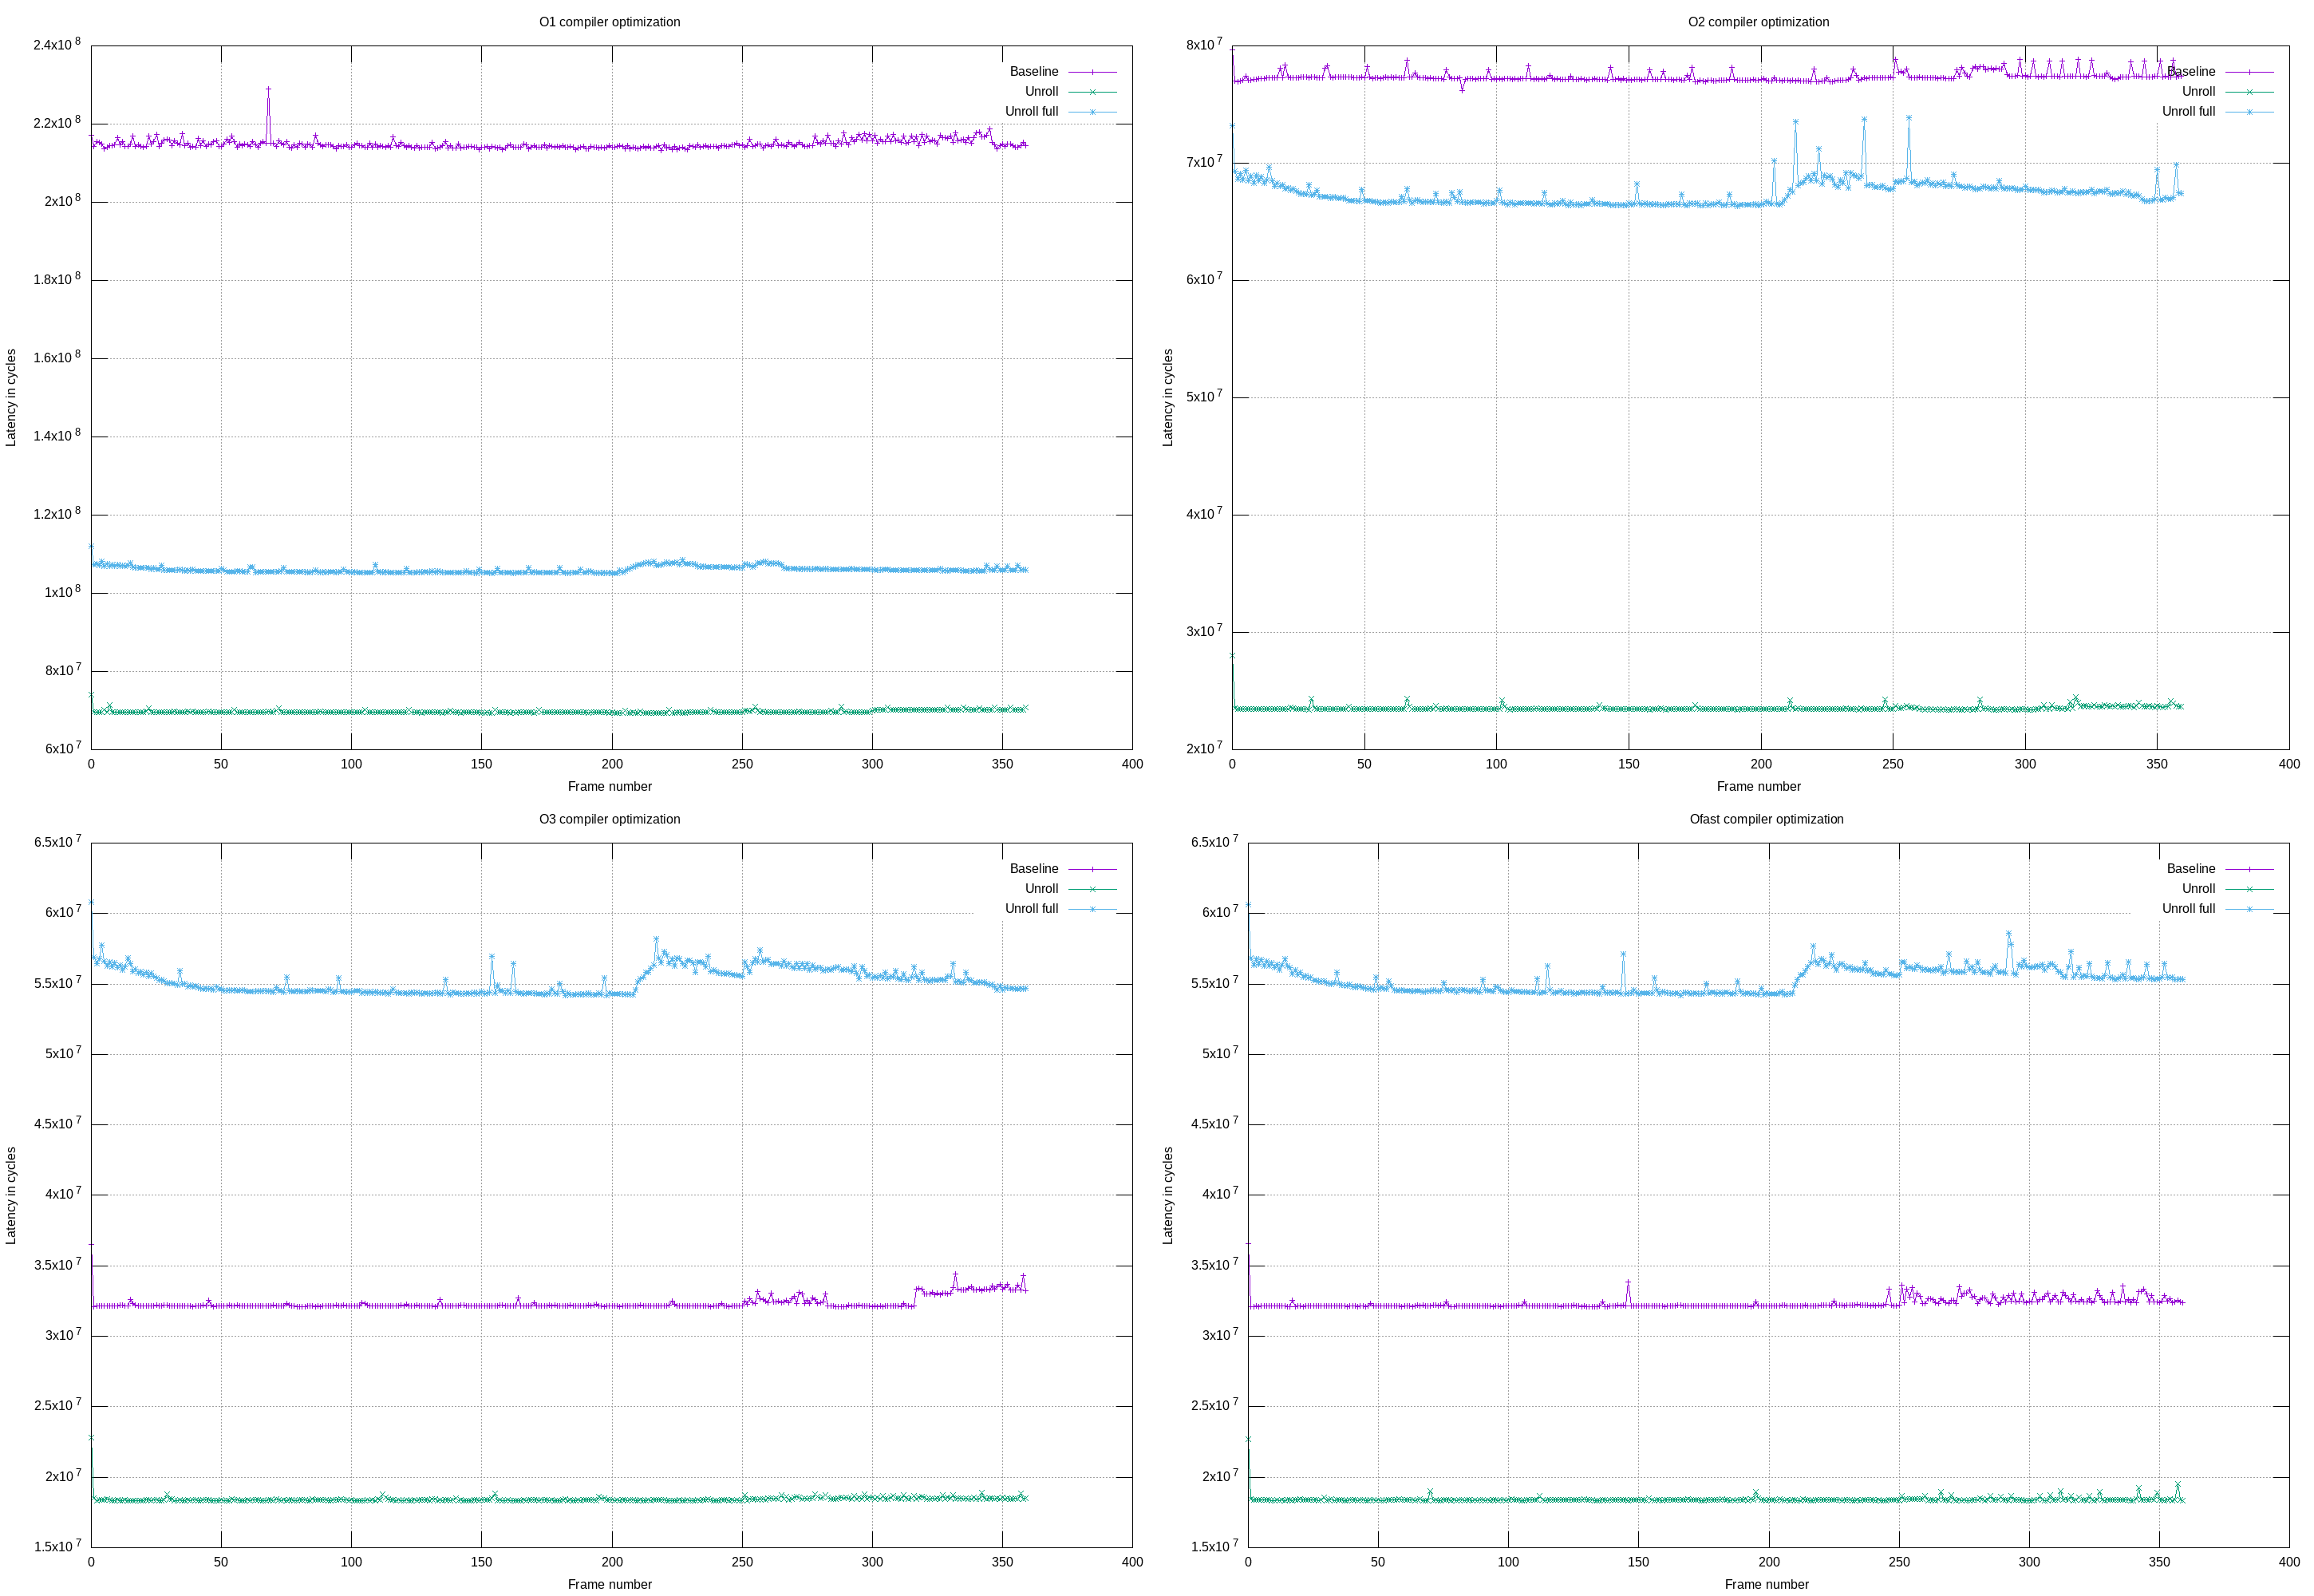 O1 compiler optimization
Latency in cycles
2.4x10^8
2.2x10^8
2x10^8
1.8x10^8
1.6x10^8
1.4x10^8
1.2x10^8
1x10^8
8x10^7
6x10^7
0 50 100 150 200 250 300 350 400
Frame number
Baseline
Unroll
Unroll full
O2 compiler optimization
Latency in cycles
8x10^7
7x10^7
6x10^7
5x10^7
4x10^7
3x10^7
2x10^7
0 50 100 150 200 250 300 350 400
Frame number
Baseline
Unroll
Unroll full
O3 compiler optimization
Latency in cycles
6.5x10^7
6x10^7
5.5x10^7
5x10^7
4.5x10^7
4x10^7
3.5x10^7
3x10^7
2.5x10^7
2x10^7
1.5x10^7
0 50 100 150 200 250 300 350 400
Frame number
Baseline
Unroll
Unroll full
Ofast compiler optimization
Latency in cycles
6.5x10^7
6x10^7
5.5x10^7
5x10^7
4.5x10^7
4x10^7
3.5x10^7
3x10^7
2.5x10^7
2x10^7
1.5x10^7
0 50 100 150 200 250 300 350 400
Frame number
Baseline
Unroll
Unroll full